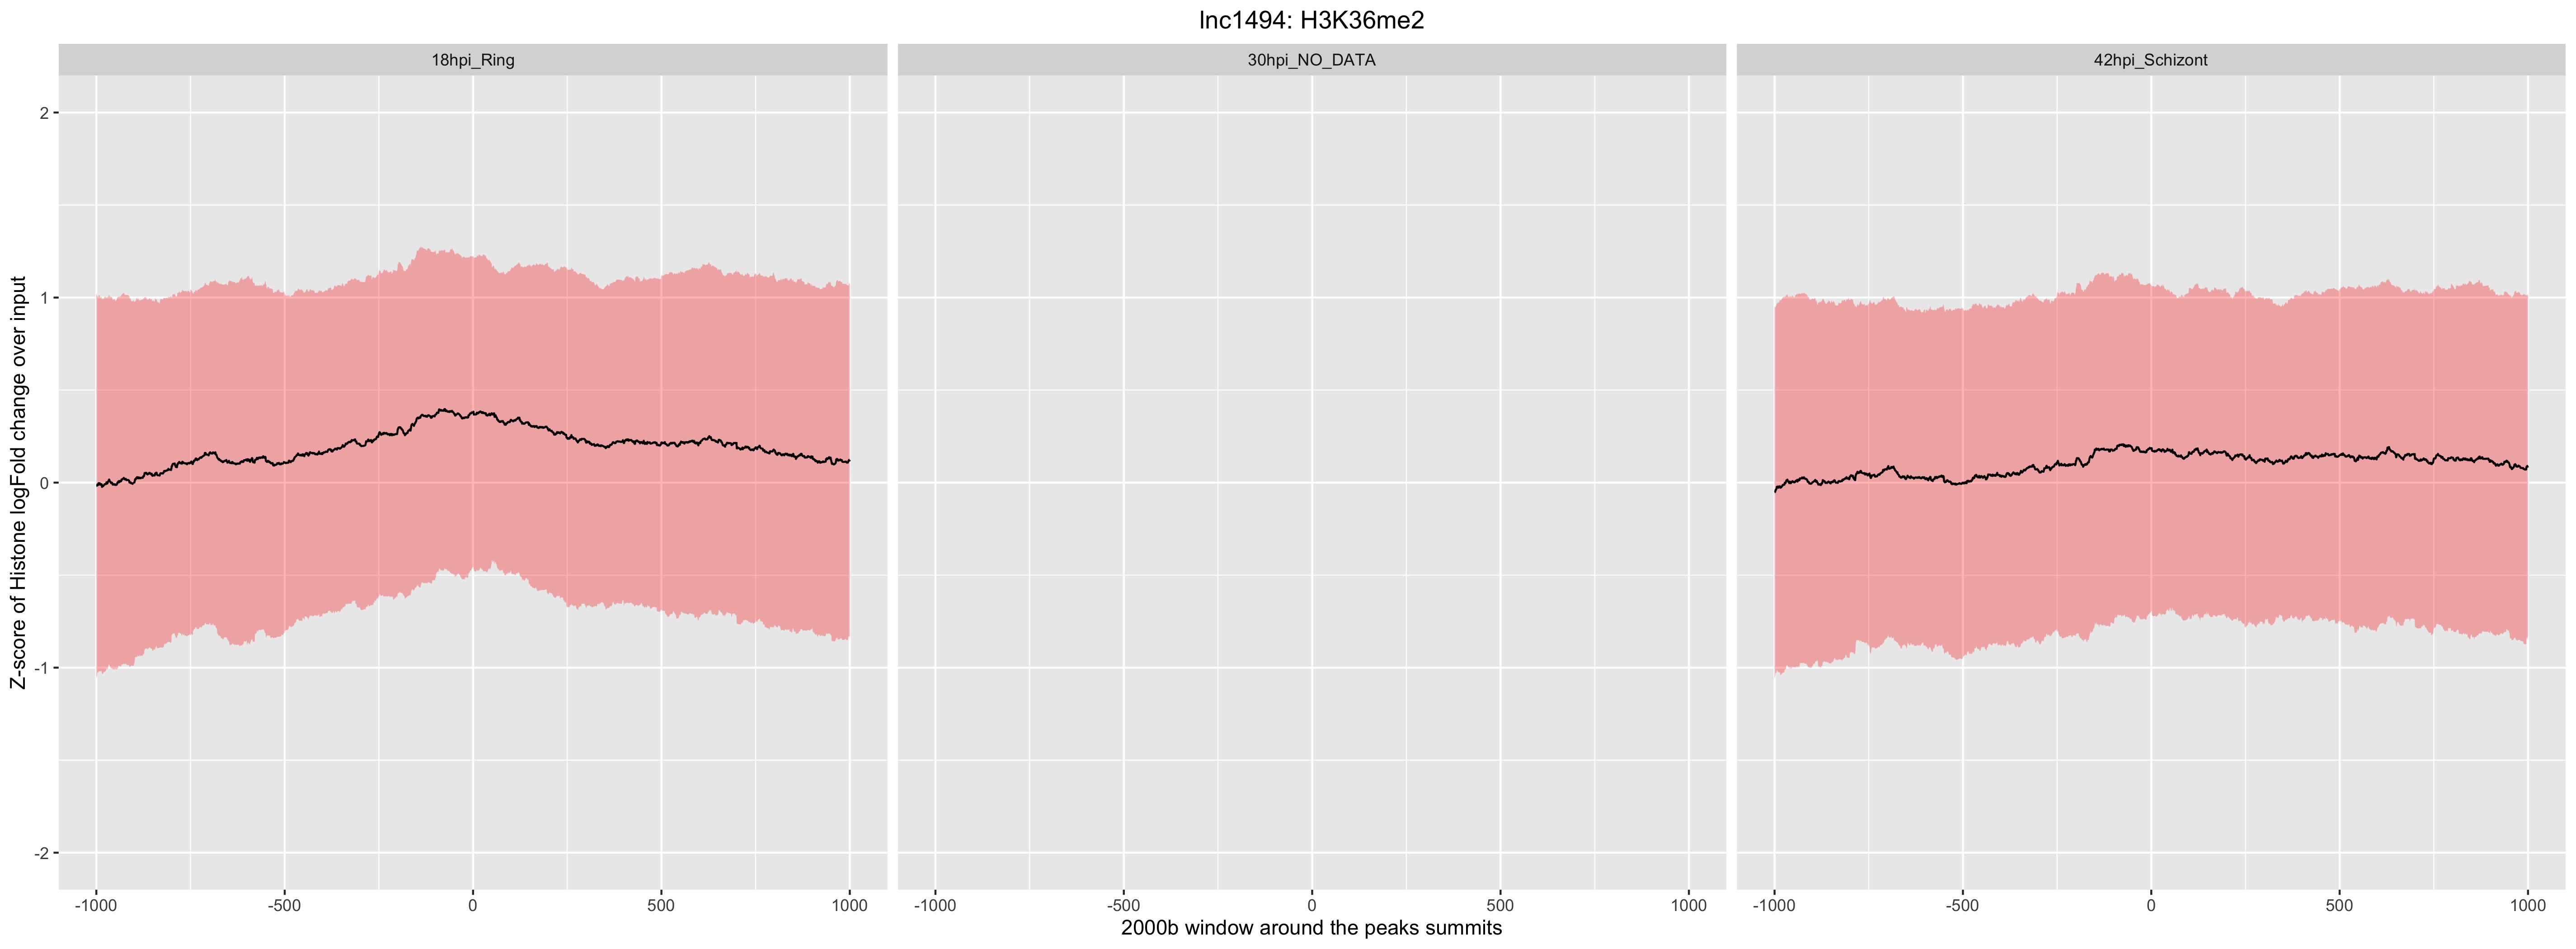 lnc1494: H3K36me2
18hpi_Ring
30hpi_NO_DATA
42hpi_Schizont
Z-score of Histone logFold change over input
2
1
0
-1
-2
-1000 -500 0 500 1000
-1000 -500 0 500 1000
-1000 -500 0 500 1000
2000b window around the peaks summits